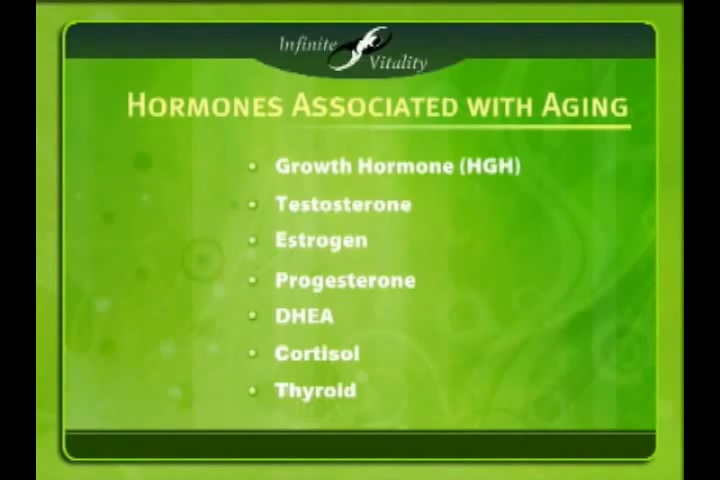 Infinite
Vitality
HORMONES ASSOCIATED WITH AGING
• Growth Hormone (HGH)
• Testosterone
• Estrogen
• Progesterone
• DHEA
• Cortisol
• Thyroid